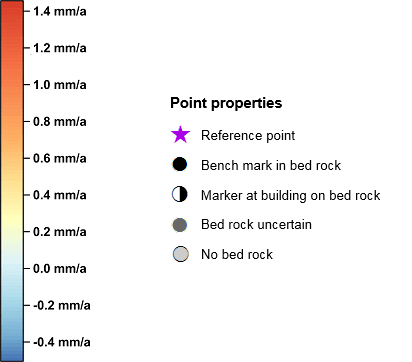 1.4 mm/a
1.2 mm/a
1.0 mm/a
0.8 mm/a
0.6 mm/a
0.4 mm/a
0.2 mm/a
0.0 mm/a
-0.2 mm/a
-0.4 mm/a
Point properties
Reference point
Bench mark in bed rock
Marker at building on bed rock
Bed rock uncertain
No bed rock